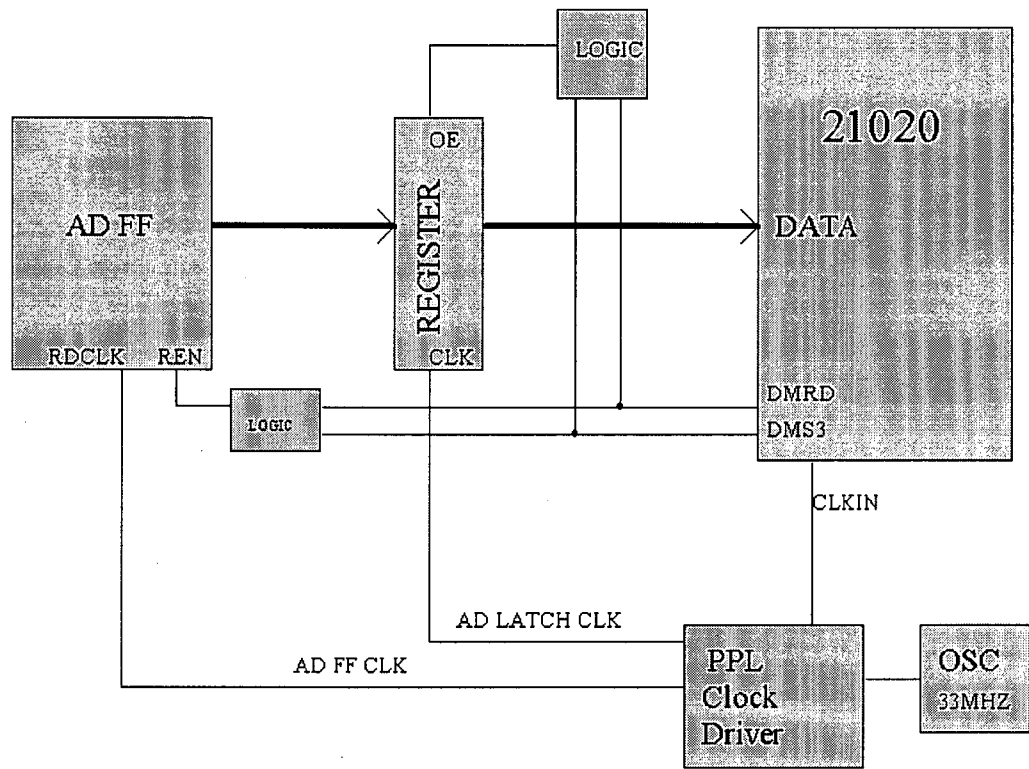 LOGIC
21020
OE
AD FF
REGISTER
DATA
RDCLK REN
CLK
DMRD
LOGIC
DMS3
CLKIN
AD LATCH CLK
AD FF CLK
PPL
Clock
Driver
OSC
33MHZ